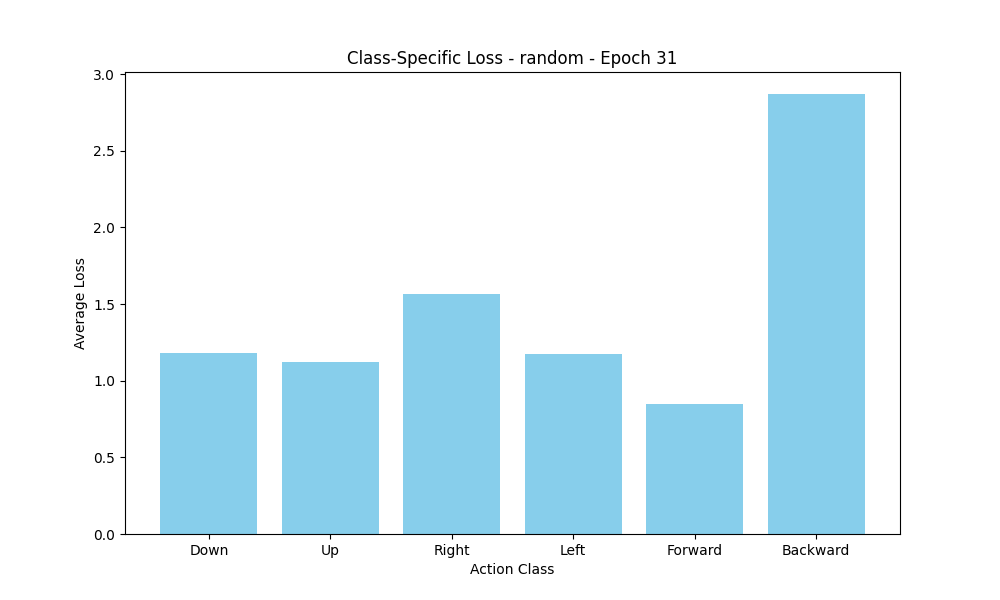 Class-Specific Loss - random - Epoch 31
3.0
2.5
2.0
1.5
1.0
0.5
0.0
Average Loss
Down Up Right Left Forward Backward
Action Class